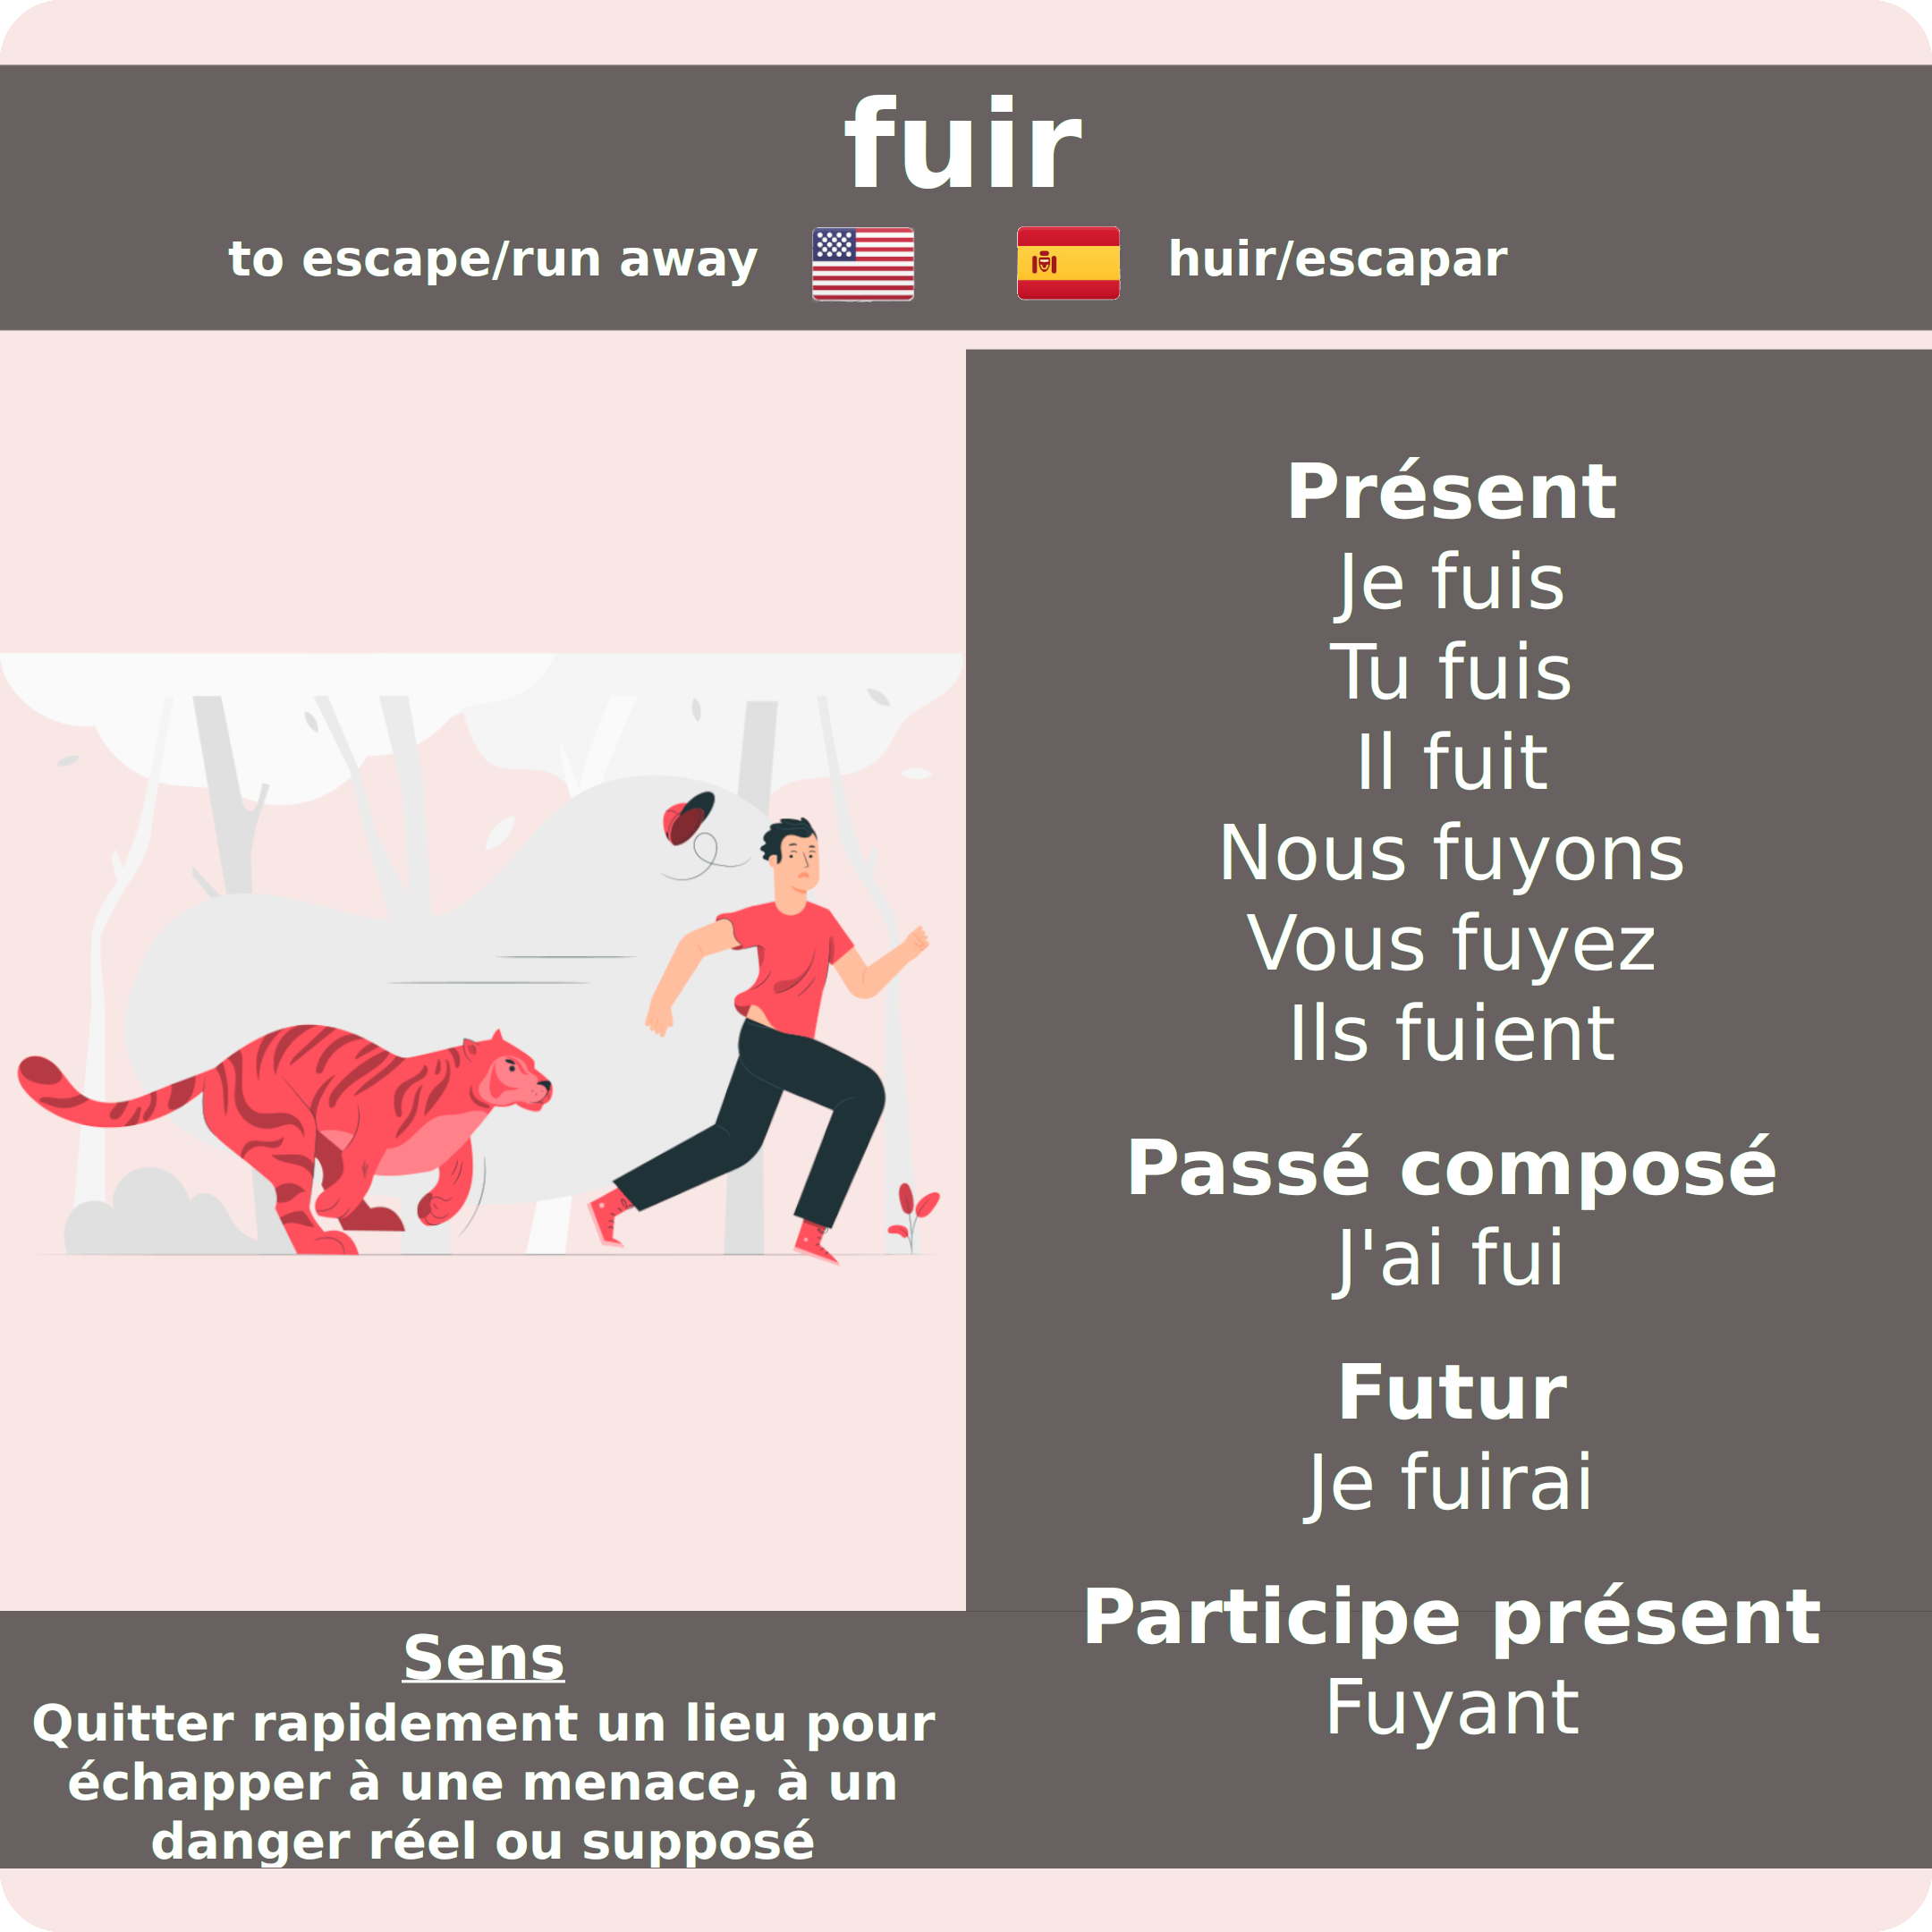 fuir
to escape/run away
huir/escapar
Présent
Je fuis
Tu fuis
Il fuit
Nous fuyons
Vous fuyez
Ils fuient
Passé composé
J'ai fui
Futur
Je fuirai
Participe présent
Fuyant
Sens
Quitter rapidement un lieu pour
échapper à une menace, à un
danger réel ou supposé